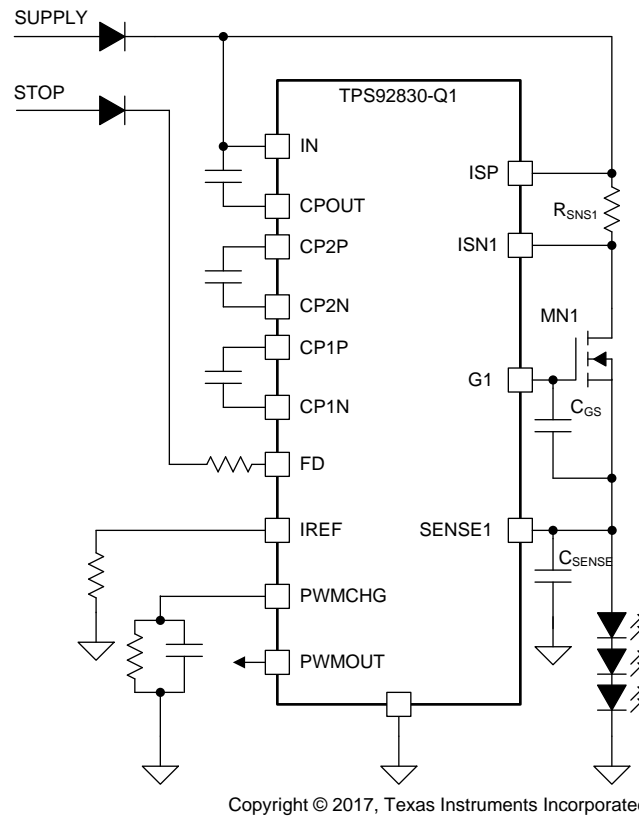 SUPPLY
STOP
TPS92830-Q1
IN
ISP
CPOUT
RSNS1
CP2P
ISN1
CP2N
MN1
CP1P
G1
CP1N
CGS
FD
IREF
SENSE1
CSENSE
PWMCHG
PWMOUT
Copyright © 2017, Texas Instruments Incorporated